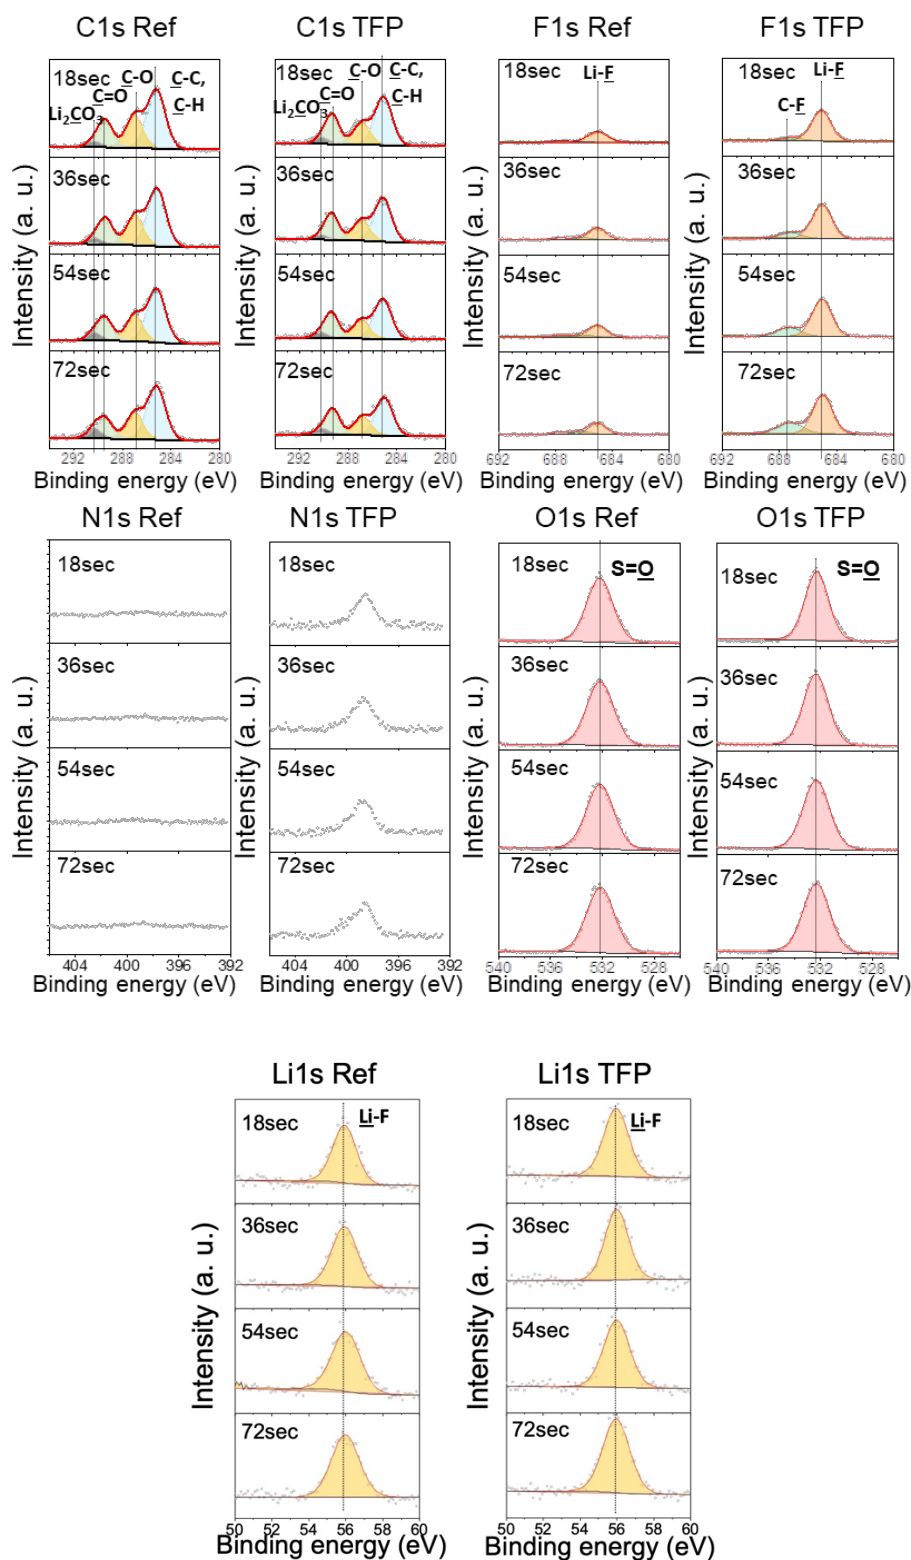 C1s Ref
C1s TFP
F1s Ref
F1s TFP
Intensity (a. u.)
18sec
C-O
C-C,
C=O
C-H
Li2CO3
36sec
54sec
72sec
292 288 284 280
Binding energy (eV)
18sec
C-O
C-C,
C=O
C-H
Li2CO3
36sec
54sec
72sec
292 288 284 280
Binding energy (eV)
Intensity (a. u.)
18sec
Li-F
36sec
54sec
72sec
692 688 684 680
Binding energy (eV)
Intensity (a. u.)
18sec
Li-F
C-F
36sec
54sec
72sec
692 688 684 680
Binding energy (eV)
N1s Ref
N1s TFP
O1s Ref
O1s TFP
Intensity (a. u.)
18sec
36sec
54sec
72sec
404 400 396 392
Binding energy (eV)
Intensity (a. u.)
18sec
36sec
54sec
72sec
404 400 396 392
Binding energy (eV)
Intensity (a. u.)
18sec
S=O
36sec
54sec
72sec
540 536 532 528
Binding energy (eV)
Intensity (a. u.)
18sec
S=O
36sec
54sec
72sec
540 536 532 528
Binding energy (eV)
Li1s Ref
Li1s TFP
Intensity (a. u.)
18sec
Li-F
36sec
54sec
72sec
50 52 54 56 58 60
Binding energy (eV)
Intensity (a. u.)
18sec
Li-F
36sec
54sec
72sec
50 52 54 56 58 60
Binding energy (eV)